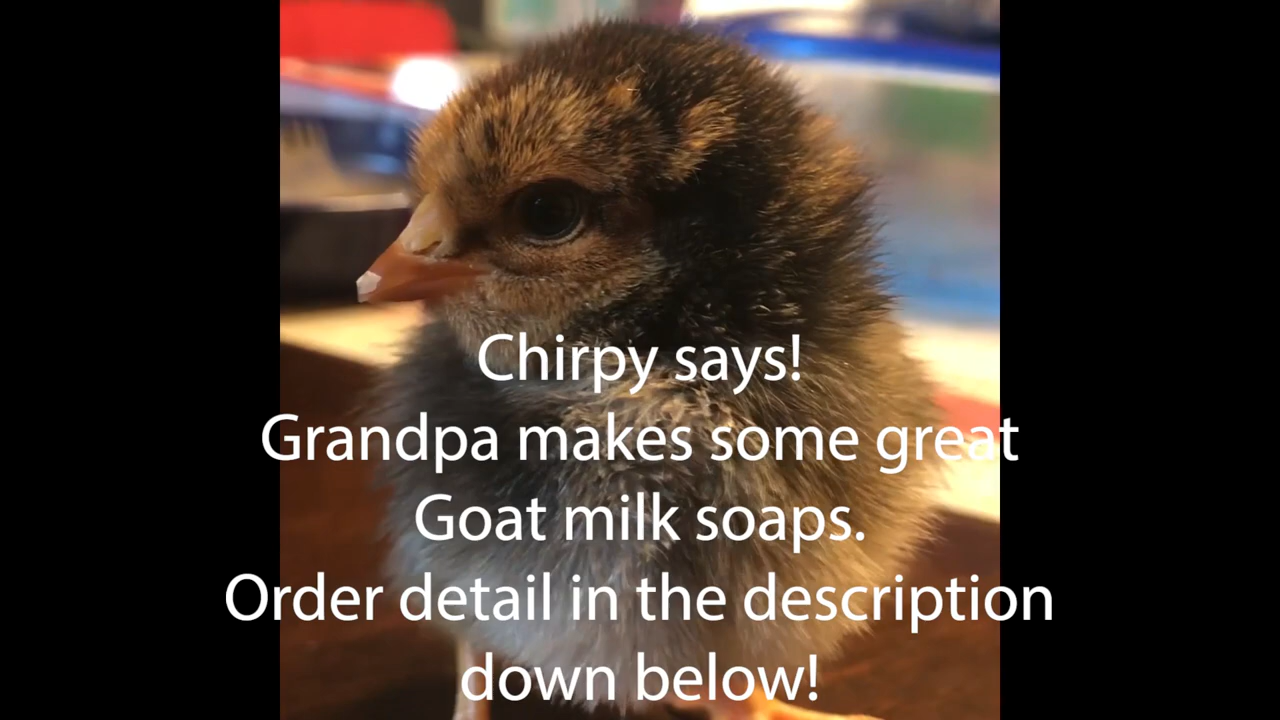 Chirpy says!
Grandpa makes some great
Goat milk soaps.
Order detail in the description
down below!